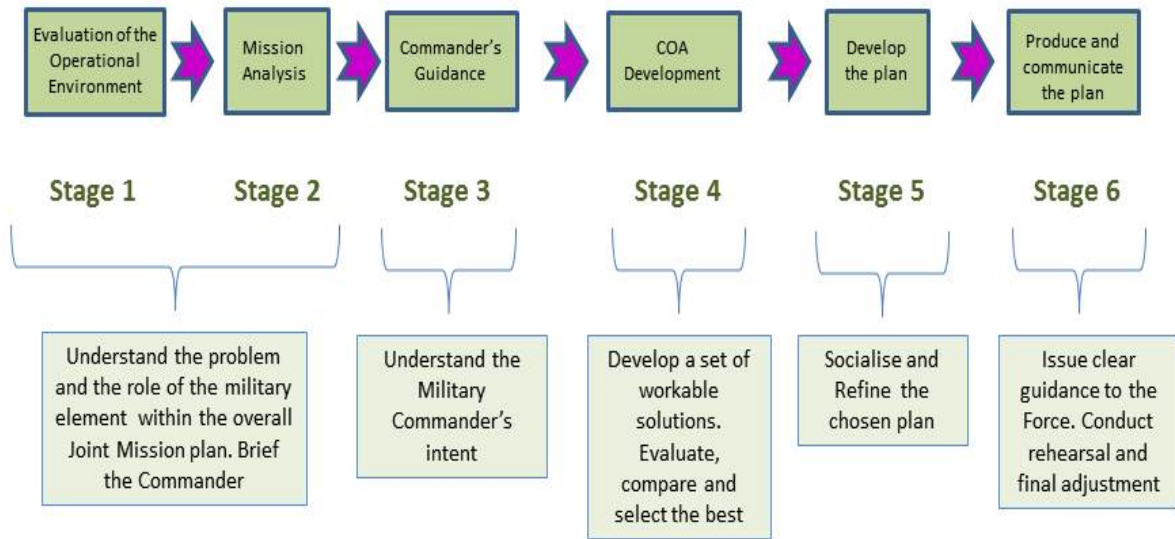 Evaluation of the
Operational
Environment
Mission
Analysis
Commander's
Guidance
COA
Development
Develop
the plan
Produce and
communicate
the plan
Stage 1
Stage 2
Stage 3
Stage 4
Stage 5
Stage 6
Understand the problem
and the role of the military
element within the overall
Joint Mission plan. Brief
the Commander
Understand the
Military
Commander's
intent
Develop a set of
workable
solutions.
Evaluate,
compare and
select the best
Socialise and
Refine the
chosen plan
Issue clear
guidance to the
Force. Conduct
rehearsal and
final adjustment